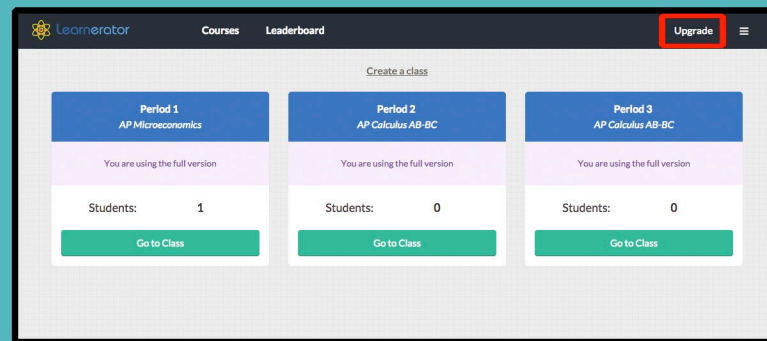 Learnerator Courses Leaderboard Upgrade
Create a class
Period 1
AP Microeconomics
You are using the full version
Students: 1
Go to Class
Period 2
AP Calculus AB-BC
You are using the full version
Students: 0
Go to Class
Period 3
AP Calculus AB-BC
You are using the full version
Students: 0
Go to Class